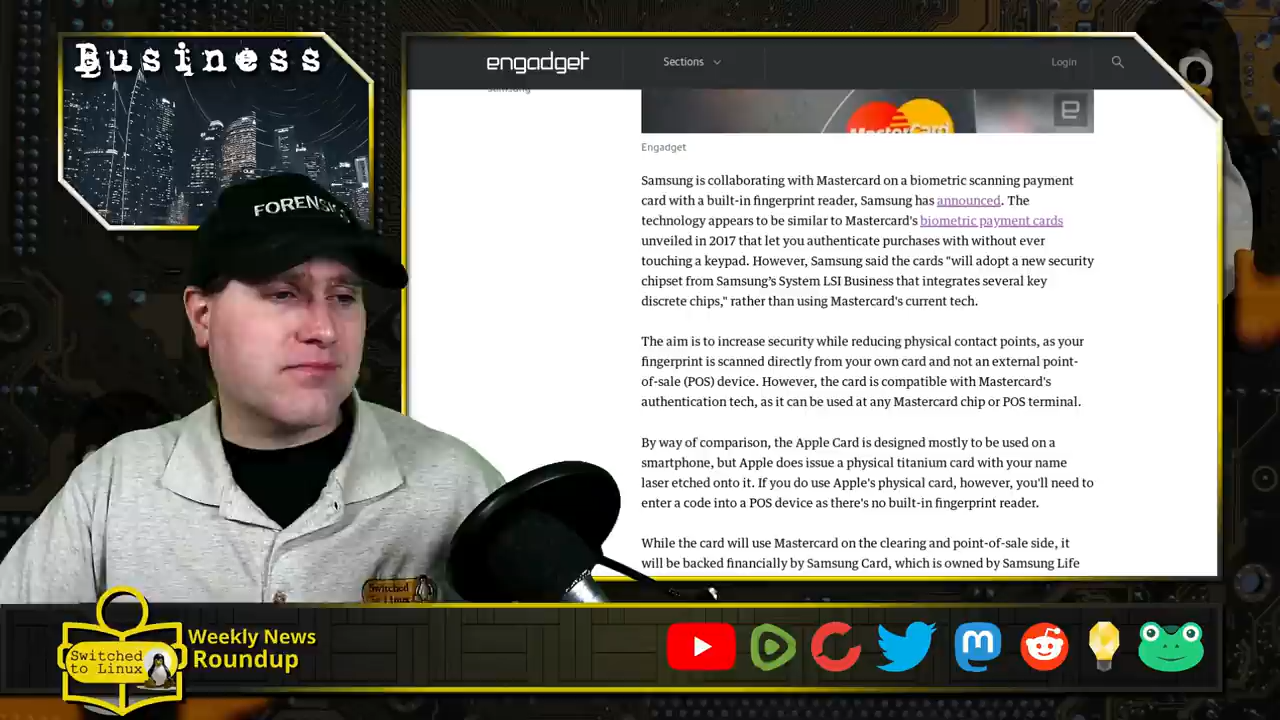 Business
engadget
Sections
Login
Samsung
MasterCard
e
Engadget
Samsung is collaborating with Mastercard on a biometric scanning payment
card with a built-in fingerprint reader, Samsung has announced. The
technology appears to be similar to Mastercard's biometric payment cards
unveiled in 2017 that let you authenticate purchases with without ever
touching a keypad. However, Samsung said the cards "will adopt a new security
chipset from Samsung's System LSI Business that integrates several key
discrete chips," rather than using Mastercard's current tech.
The aim is to increase security while reducing physical contact points, as your
fingerprint is scanned directly from your own card and not an external point-
of-sale (POS) device. However, the card is compatible with Mastercard's
authentication tech, as it can be used at any Mastercard chip or POS terminal.
By way of comparison, the Apple Card is designed mostly to be used on a
smartphone, but Apple does issue a physical titanium card with your name
laser etched onto it. If you do use Apple's physical card, however, you'll need to
enter a code into a POS device as there's no built-in fingerprint reader.
While the card will use Mastercard on the clearing and point-of-sale side, it
will be backed financially by Samsung Card, which is owned by Samsung Life
FORENSIC
Switched
To Linux
Switched
to Linux
Weekly News
Roundup